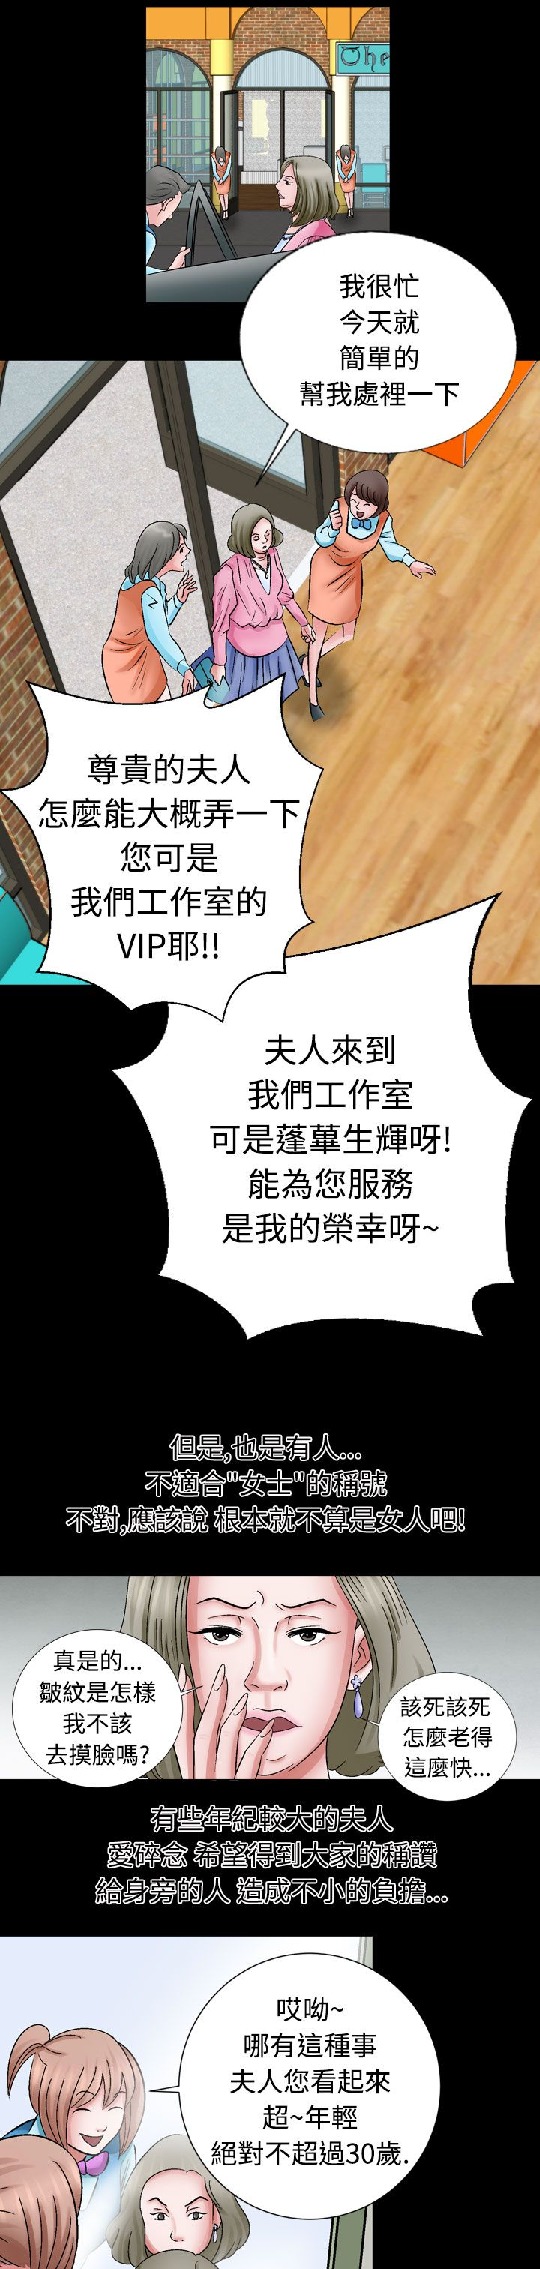 Che
我很忙
今天就
簡單的
幫我處裡一下
尊貴的夫人
怎麼能大概弄一下
您可是
我們工作室的
VIP耶!!
夫人來到
我們工作室
可是蓬蓽生輝呀!
能為您服務
是我的榮幸呀~
但是,也是有人...
不適合"女士"的稱號
不對,應該說 根本就不算是女人吧!
真是的...
皺紋是怎樣
我不該
去摸臉嗎?
該死該死
怎麼老得
這麼快...
有些年紀較大的夫人
愛碎念 希望得到大家的稱讚
給身旁的人 造成不小的負擔...
哎呦~
哪有這種事
夫人您看起來
超~年輕
絕對不超過30歲.